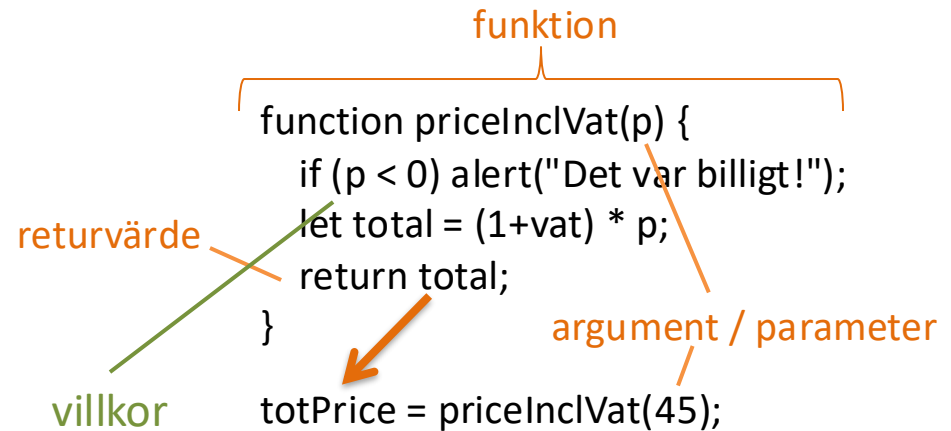 funktion
function priceInclVat(p) {
if (p < 0) alert("Det var billigt!");
let total = (1+vat) * p;
returvärde
return total;
}
argument / parameter
villkor
totPrice = priceInclVat(45);